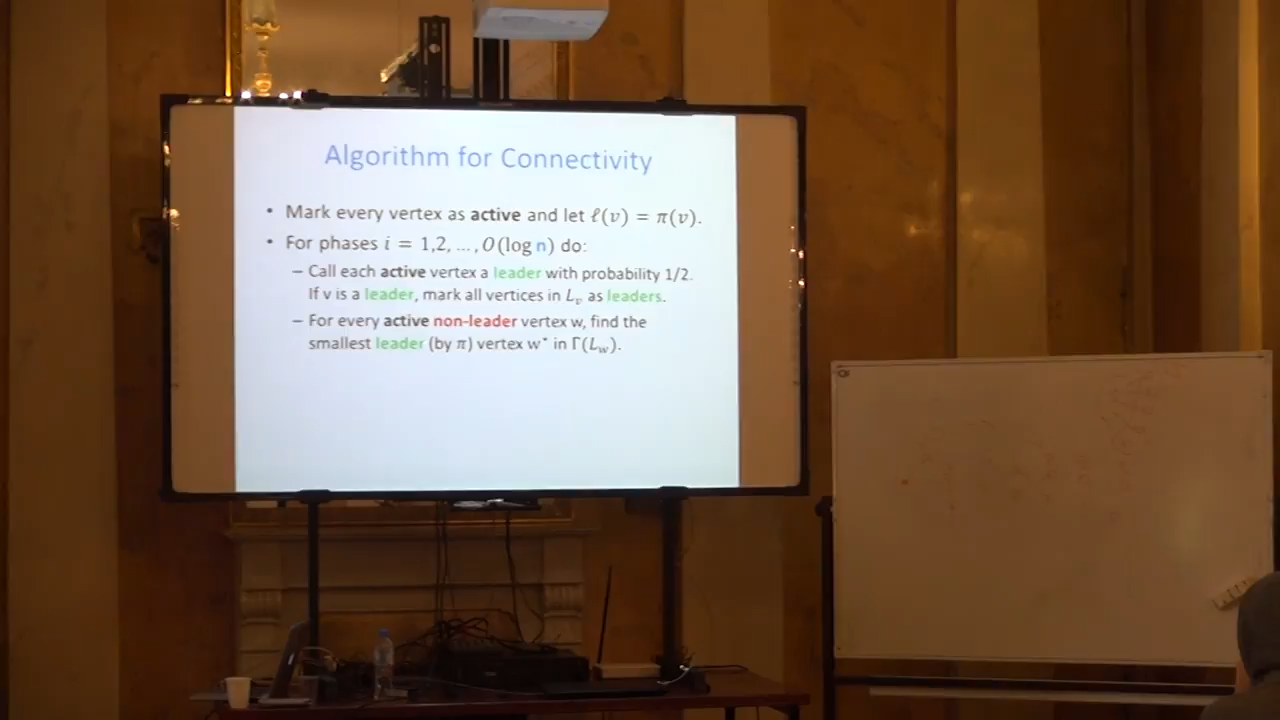 Algorithm for Connectivity
• Mark every vertex as active and let ℓ(v) = π(v).
• For phases i = 1,2, … , O(log n) do:
– Call each active vertex a leader with probability 1/2.
If v is a leader, mark all vertices in Lᵥ as leaders.
– For every active non-leader vertex w, find the
smallest leader (by π) vertex w* in Γ(L_w).